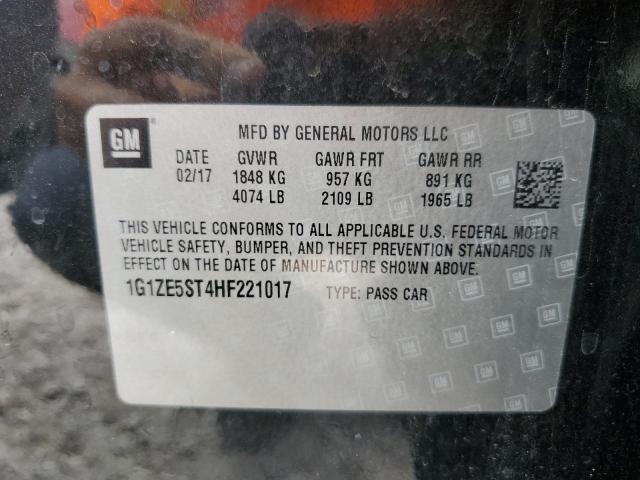 GM
MFD BY GENERAL MOTORS LLC
DATE GVWR GAWR FRT GAWR RR
02/17 1848 KG 957 KG 891 KG
4074 LB 2109 LB 1965 LB
THIS VEHICLE CONFORMS TO ALL APPLICABLE U.S. FEDERAL MOTOR
VEHICLE SAFETY, BUMPER, AND THEFT PREVENTION STANDARDS IN
EFFECT ON THE DATE OF MANUFACTURE SHOWN ABOVE.
1G1ZE5ST4HF221017 TYPE: PASS CAR